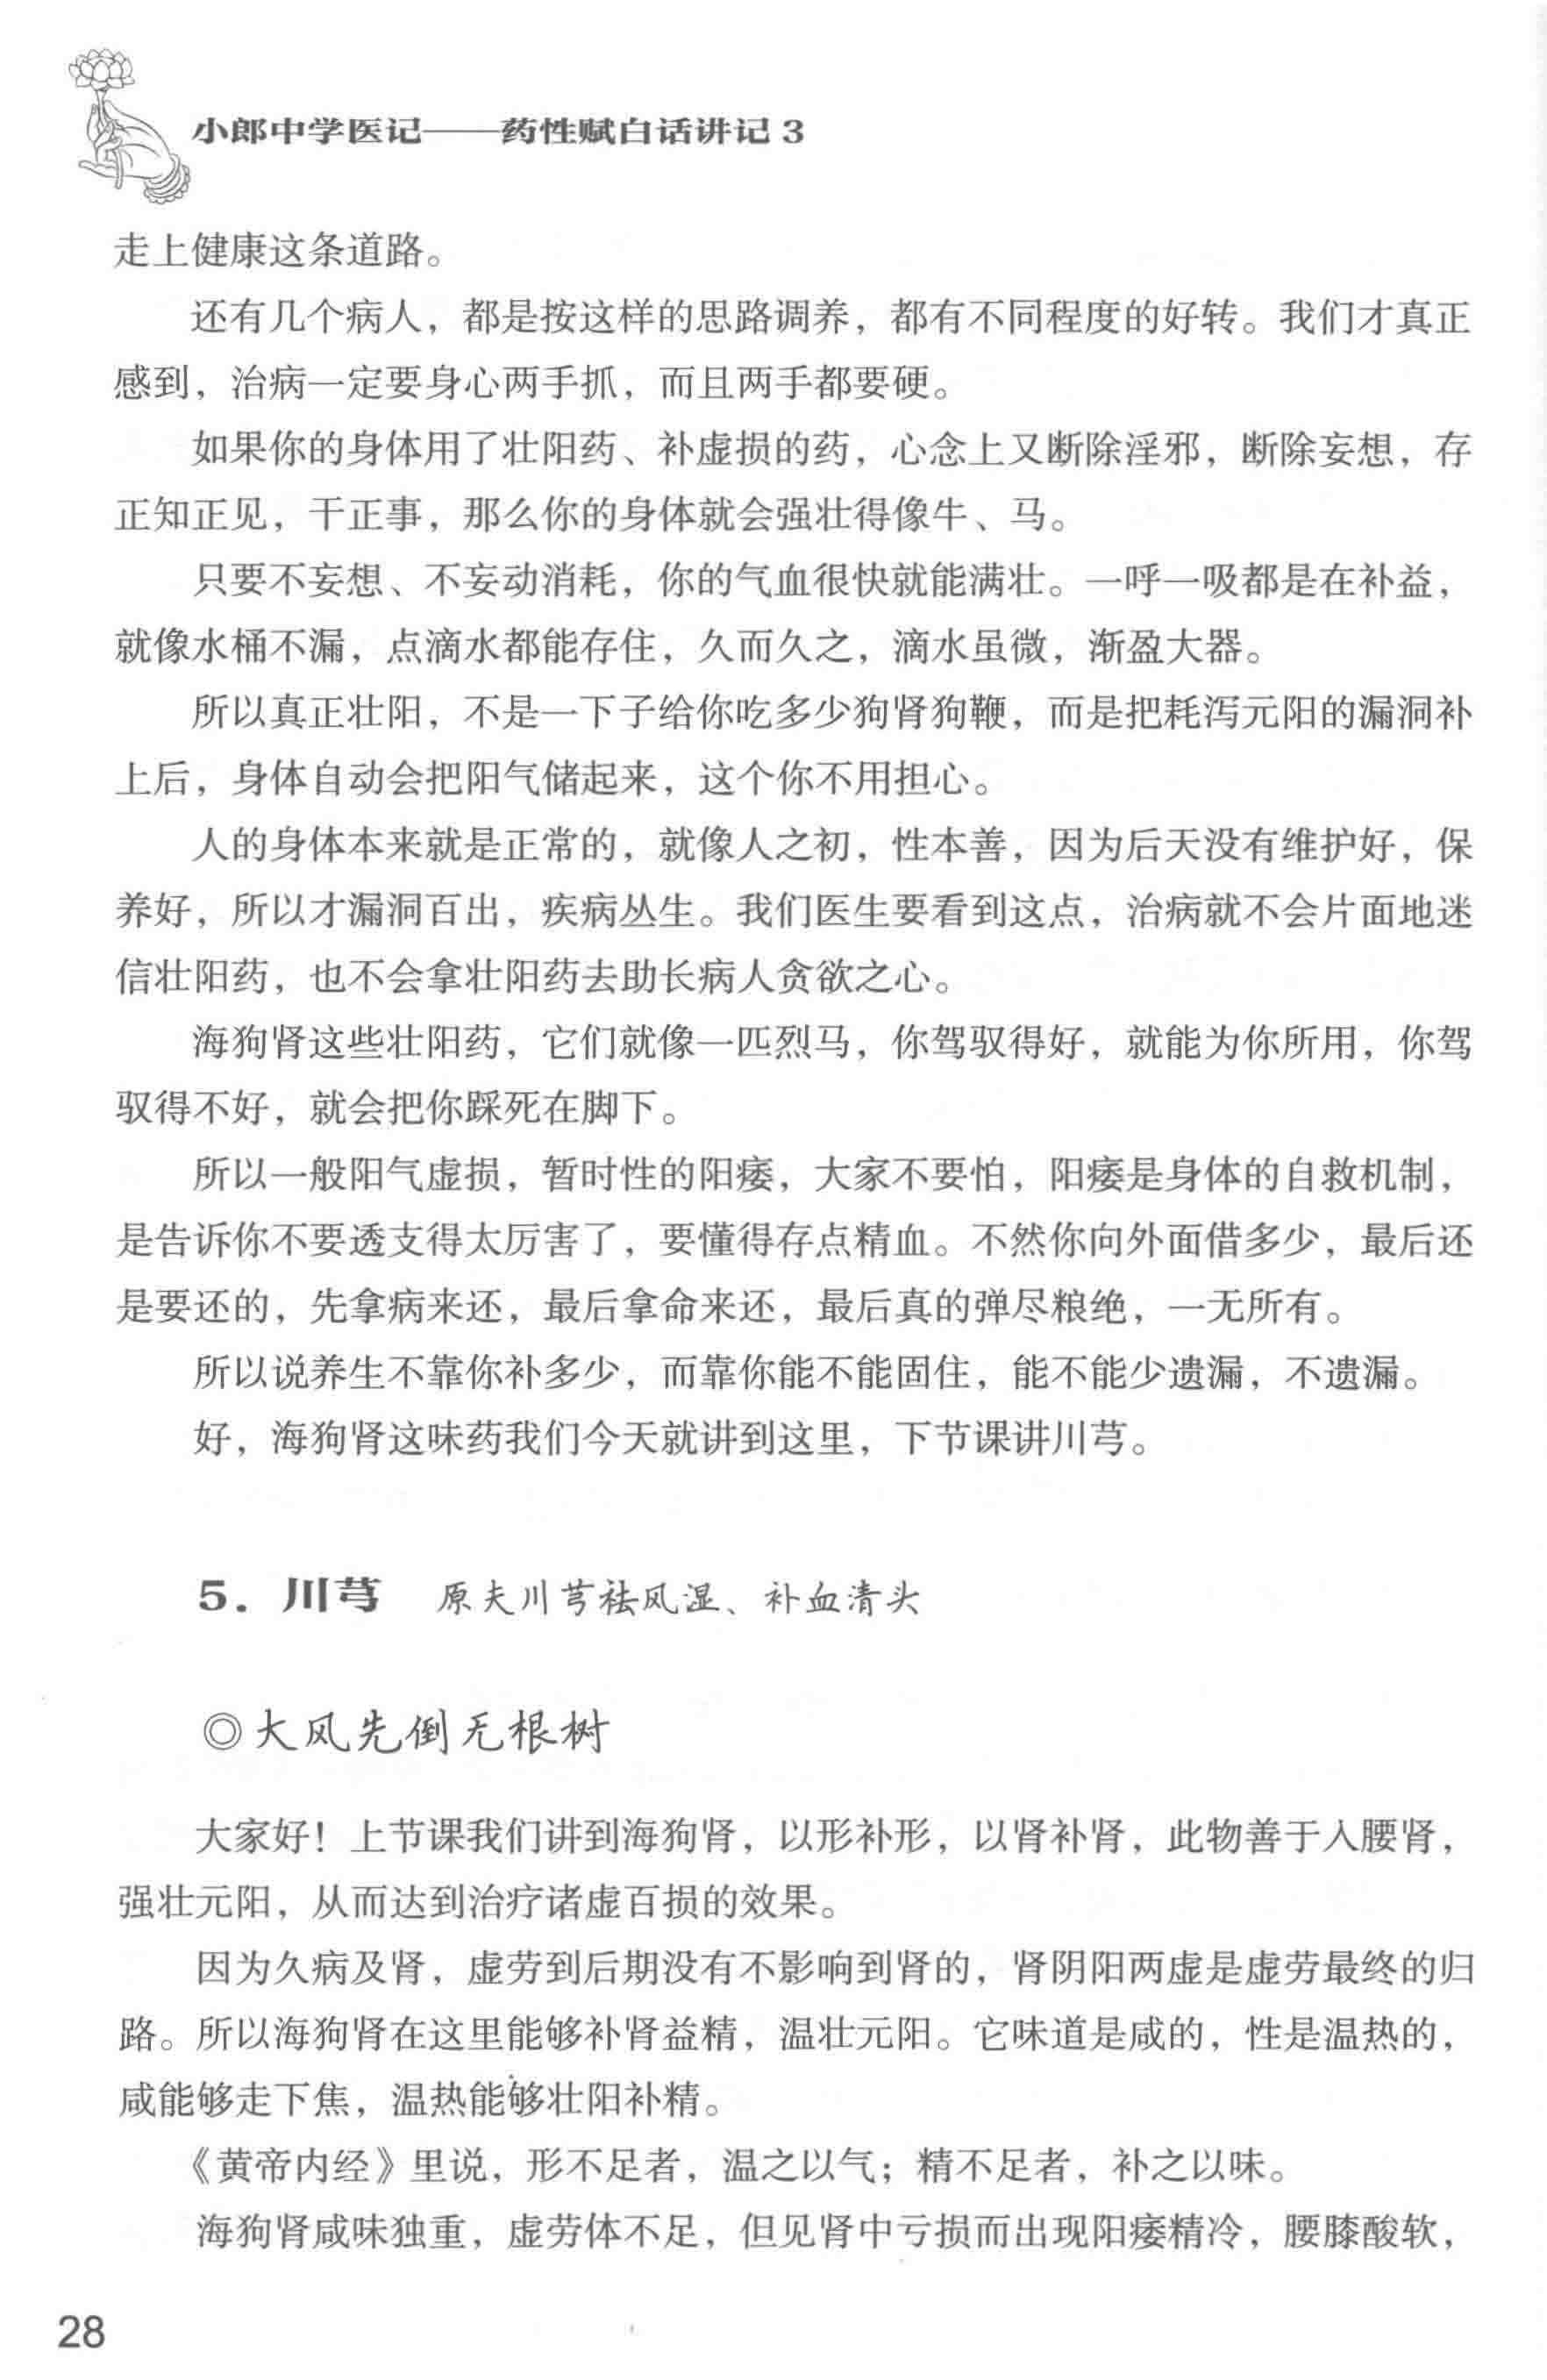 小郎中学医记——药性赋白话讲记 3
走上健康这条道路。
还有几个病人，都是按这样的思路调养，都有不同程度的好转。我们才真正
感到，治病一定要身心两手抓，而且两手都要硬。
如果你的身体用了壮阳药、补虚损的药，心念上又断除淫邪，断除妄想，存
正知正见，干正事，那么你的身体就会强壮得像牛、马。
只要不妄想、不妄动消耗，你的气血很快就能满壮。一呼一吸都是在补益，
就像水桶不漏，点滴水都能存住，久而久之，滴水虽微，渐盈大器。
所以真正壮阳，不是一下子给你吃多少狗肾狗鞭，而是把耗泻元阳的漏洞补
上后，身体自动会把阳气储起来，这个你不用担心。
人的身体本来就是正常的，就像人之初，性本善，因为后天没有维护好，保
养好，所以才漏洞百出，疾病丛生。我们医生要看到这点，治病就不会片面地迷
信壮阳药，也不会拿壮阳药去助长病人贪欲之心。
海狗肾这些壮阳药，它们就像一匹烈马，你驾驭得好，就能为你所用，你驾
驭得不好，就会把你踩死在脚下。
所以一般阳气虚损，暂时性的阳痿，大家不要怕，阳痿是身体的自救机制，
是告诉你不要透支得太厉害了，要懂得存点精血。不然你向外面借多少，最后还
是要还的，先拿病来还，最后拿命来还，最后真的弹尽粮绝，一无所有。
所以说养生不靠你补多少，而靠你能不能固住，能不能少遗漏，不遗漏。
好，海狗肾这味药我们今天就讲到这里，下节课讲川芎。
5. 川芎 原夫川芎祛风湿、补血清头
◎大风先倒无根树
大家好！上节课我们讲到海狗肾，以形补形，以肾补肾，此物善于入腰肾，
强壮元阳，从而达到治疗诸虚百损的效果。
因为久病及肾，虚劳到后期没有不影响到肾的，肾阴阳两虚是虚劳最终的归
路。所以海狗肾在这里能够补肾益精，温壮元阳。它味道是咸的，性是温热的，
咸能够走下焦，温热能够壮阳补精。
《黄帝内经》里说，形不足者，温之以气；精不足者，补之以味。
海狗肾咸味独重，虚劳体不足，但见肾中亏损而出现阳痿精冷，腰膝酸软，
28